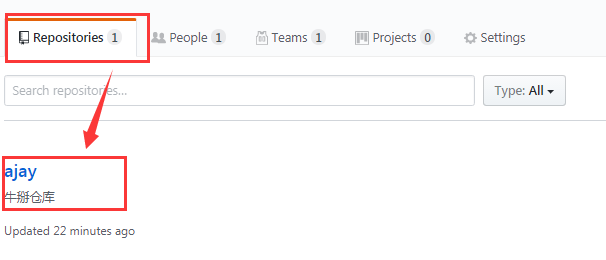 Repositories 1 People 1 Teams 1 Projects 0 Settings
Search repositories... Type: All
ajay
牛掰仓库
Updated 22 minutes ago